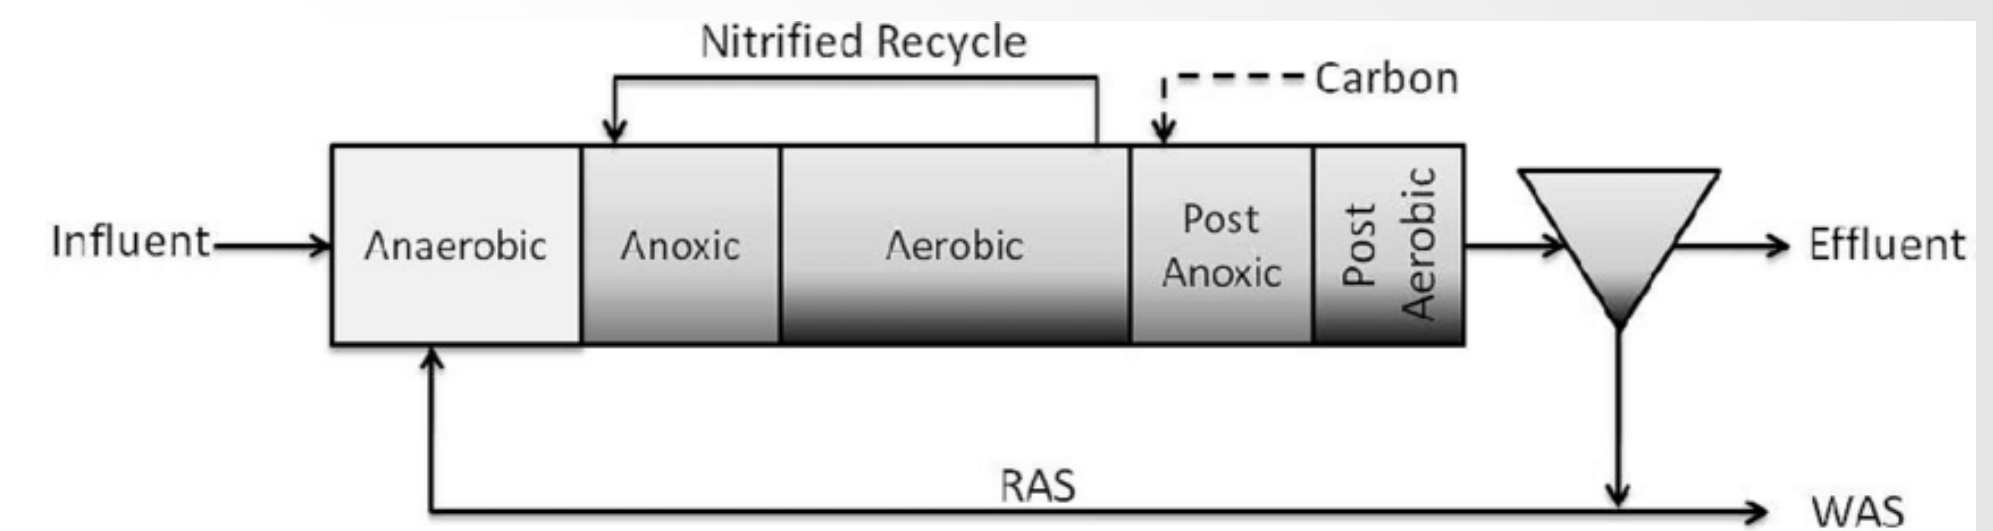 Nitrified Recycle
Carbon
Influent
Anaerobic
Anoxic
Aerobic
Post
Anoxic
Post
Aerobic
Effluent
RAS
WAS